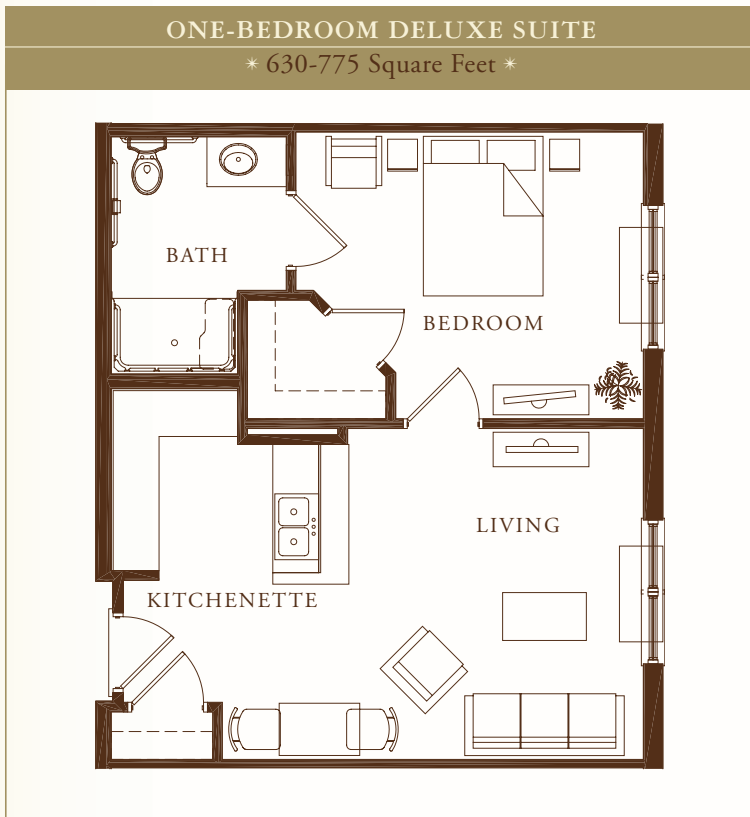 ONE-BEDROOM DELUXE SUITE
* 630-775 Square Feet *
BATH
BEDROOM
LIVING
KITCHENETTE